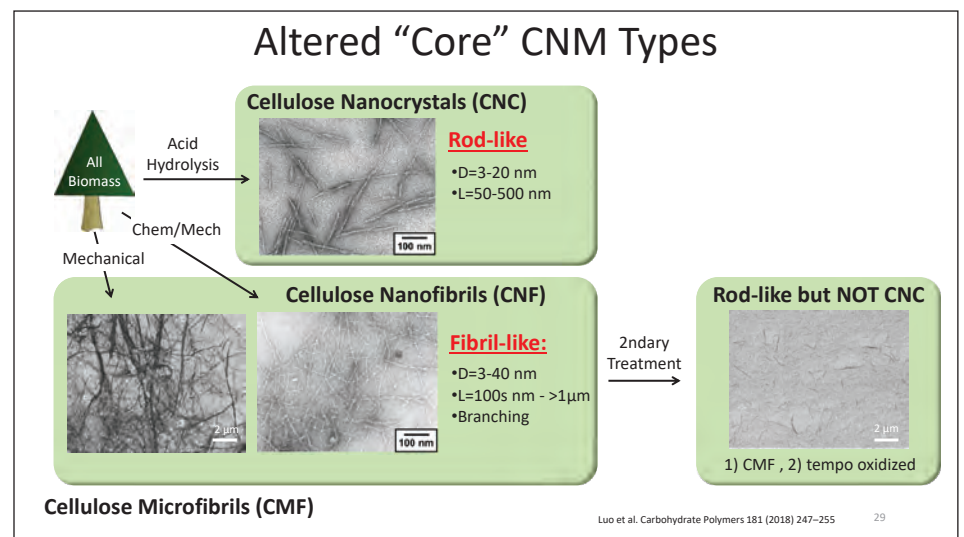 Altered “Core” CNM Types
Cellulose Nanocrystals (CNC)
All
Biomass
Acid
Hydrolysis
Rod-like
•D=3-20 nm
•L=50-500 nm
100 nm
Chem/Mech
Mechanical
Cellulose Nanofibrils (CNF)
Fibril-like:
•D=3-40 nm
•L=100s nm - >1μm
•Branching
2 μm
100 nm
2ndary
Treatment
Rod-like but NOT CNC
2 μm
1) CMF , 2) tempo oxidized
Cellulose Microfibrils (CMF)
Luo et al. Carbohydrate Polymers 181 (2018) 247–255
29